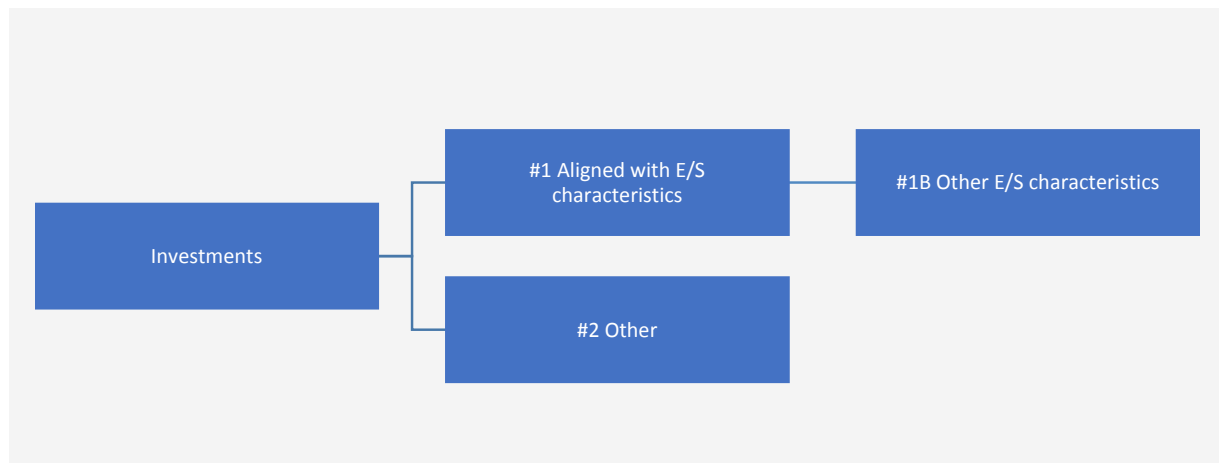 Investments
#1 Aligned with E/S
characteristics
#1B Other E/S characteristics
#2 Other